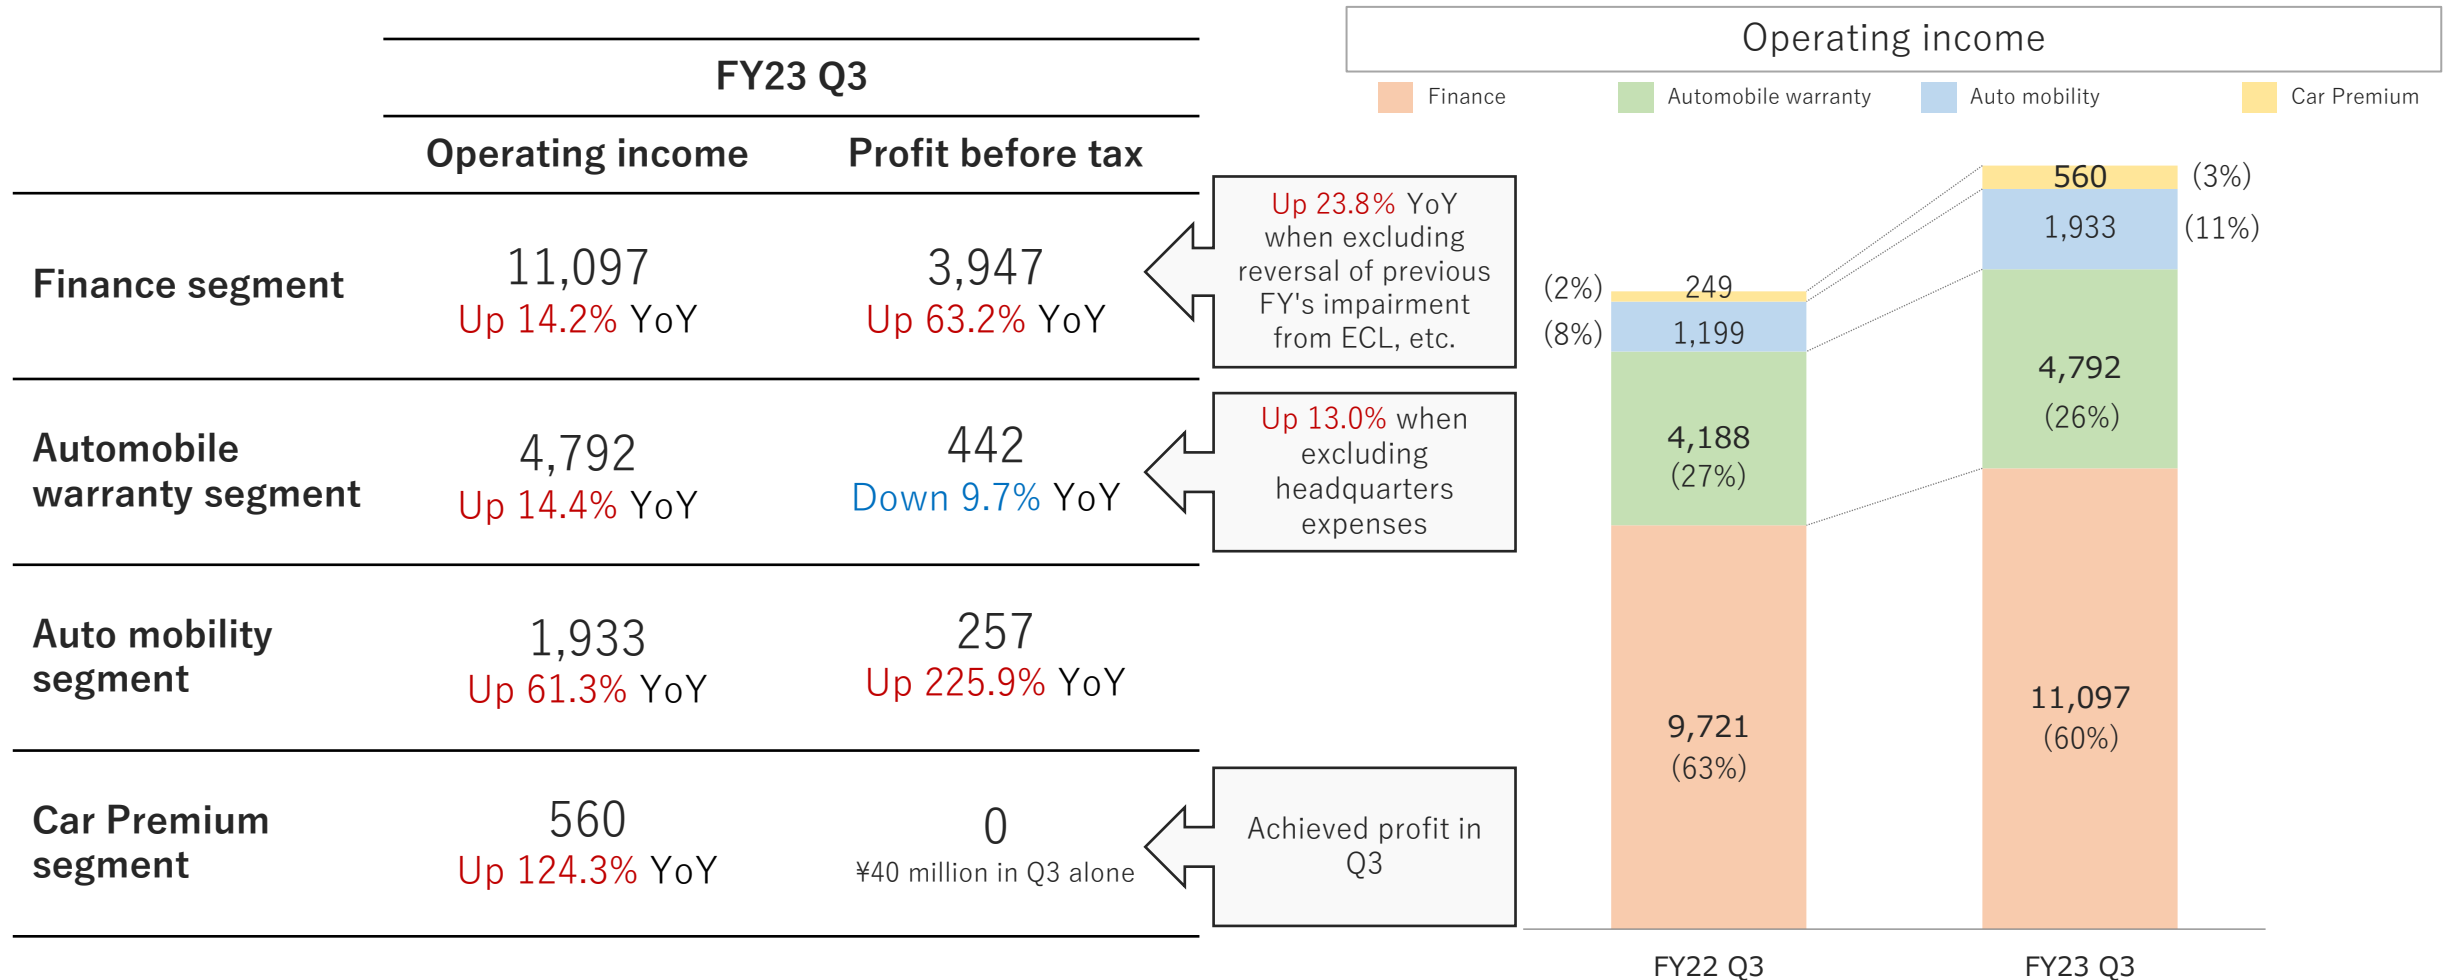 FY23 Q3
Operating income
Profit before tax
Finance segment
11,097
Up 14.2% YoY
3,947
Up 63.2% YoY
Up 23.8% YoY
when excluding
reversal of previous
FY's impairment
from ECL, etc.
Automobile
warranty segment
4,792
Up 14.4% YoY
442
Down 9.7% YoY
Up 13.0% when
excluding
headquarters
expenses
Auto mobility
segment
1,933
Up 61.3% YoY
257
Up 225.9% YoY
Car Premium
segment
560
Up 124.3% YoY
0
¥40 million in Q3 alone
Achieved profit in
Q3
Operating income
Finance
Automobile warranty
Auto mobility
Car Premium
(2%)
249
(8%)
1,199
4,188
(27%)
9,721
(63%)
FY22 Q3
560
(3%)
1,933
(11%)
4,792
(26%)
11,097
(60%)
FY23 Q3